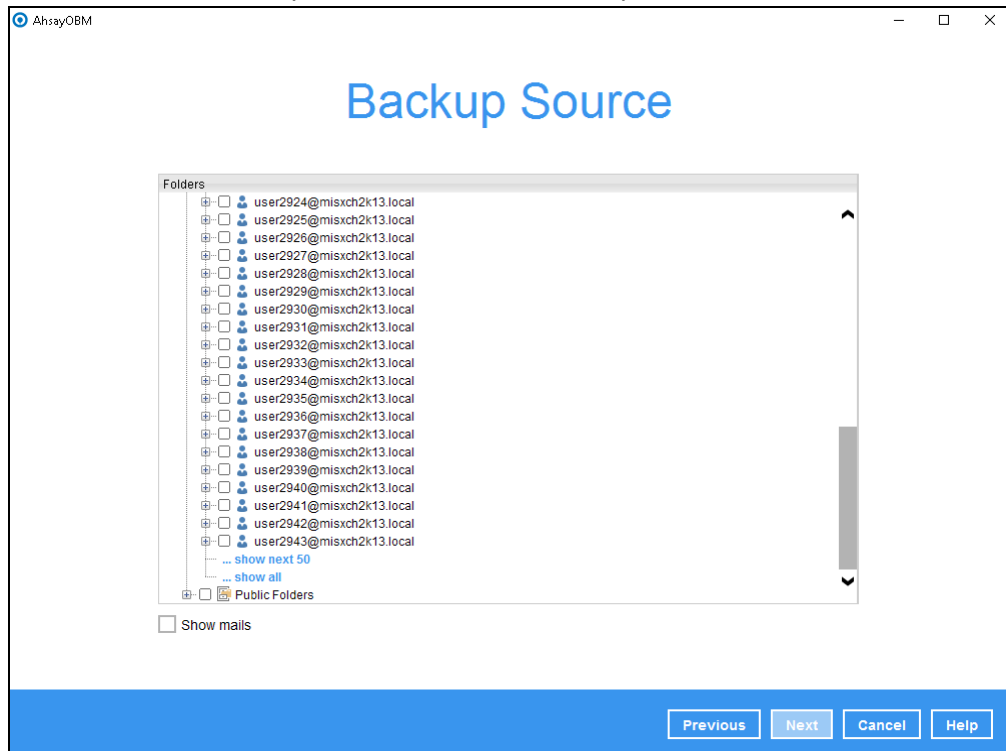 AhsayOBM
Backup Source
Folders
user2924@misxch2k13.local
user2925@misxch2k13.local
user2926@misxch2k13.local
user2927@misxch2k13.local
user2928@misxch2k13.local
user2929@misxch2k13.local
user2930@misxch2k13.local
user2931@misxch2k13.local
user2932@misxch2k13.local
user2933@misxch2k13.local
user2934@misxch2k13.local
user2935@misxch2k13.local
user2936@misxch2k13.local
user2937@misxch2k13.local
user2938@misxch2k13.local
user2939@misxch2k13.local
user2940@misxch2k13.local
user2941@misxch2k13.local
user2942@misxch2k13.local
user2943@misxch2k13.local
... show next 50
... show all
Public Folders
Show mails
Previous Next Cancel Help